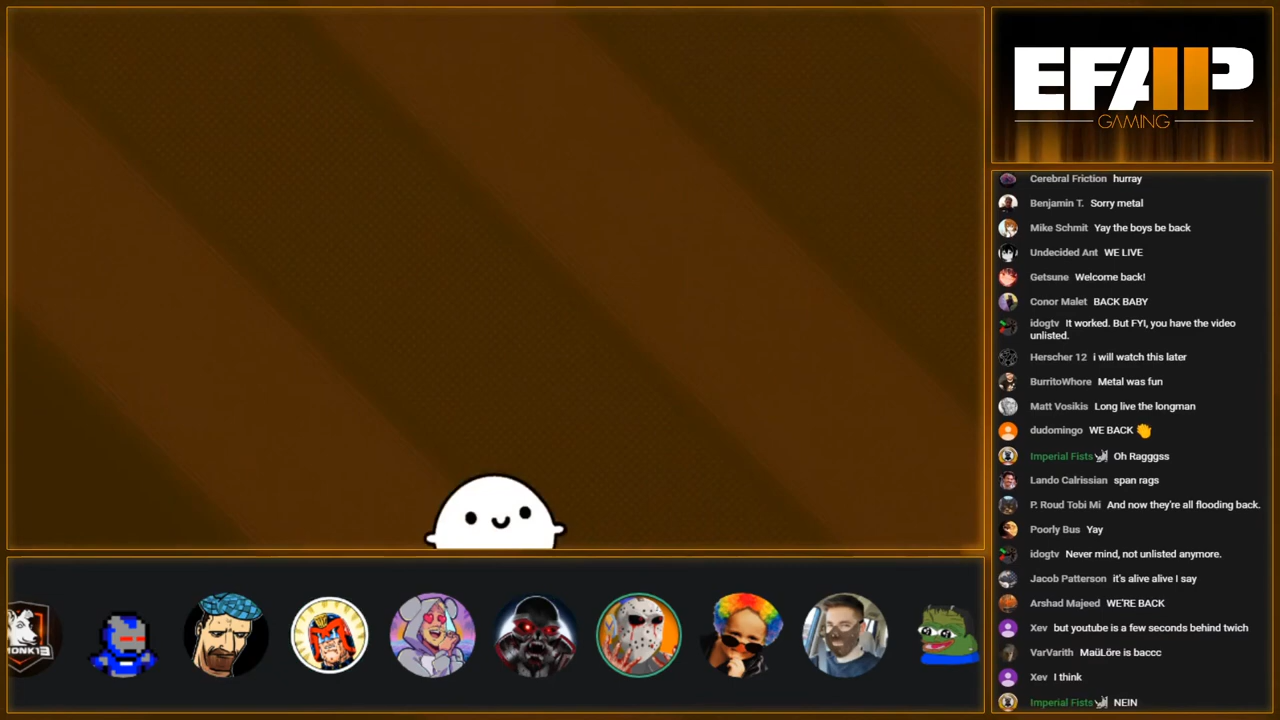 EFAP
GAMING
Cerebral Friction hurray
Benjamin T. Sorry metal
Mike Schmit Yay the boys be back
Undecided Ant WE LIVE
Getsune Welcome back!
Conor Malet BACK BABY
idogtv It worked. But FYI, you have the video
unlisted.
Herscher 12 i will watch this later
BurritoWhore Metal was fun
Matt Vosikis Long live the longman
dudomingo WE BACK
Imperial Fists Oh Ragggss
Lando Calrissian span rags
P. Roud Tobi Mi And now they're all flooding back.
Poorly Bus Yay
idogtv Never mind, not unlisted anymore.
Jacob Patterson it's alive alive I say
Arshad Majeed WE'RE BACK
Xev but youtube is a few seconds behind twitch
VarVarith MaüLöre is baccc
Xev I think
Imperial Fists NEIN